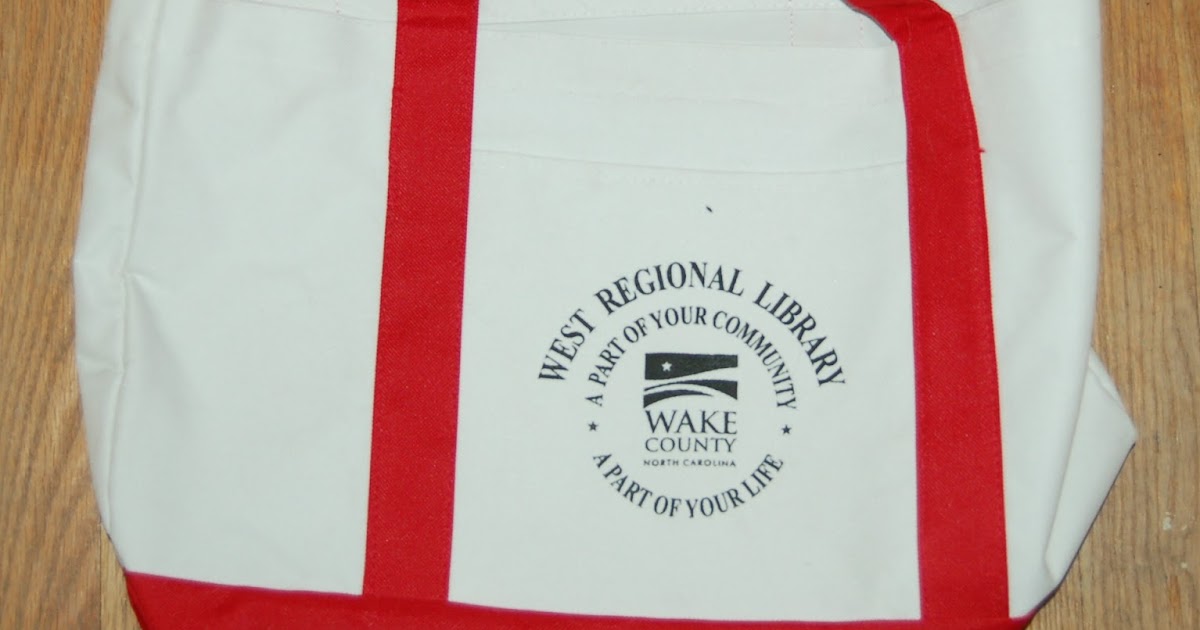 WEST REGIONAL LIBRARY
A PART OF YOUR COMMUNITY
WAKE
COUNTY
NORTH CAROLINA
A PART OF YOUR LIFE